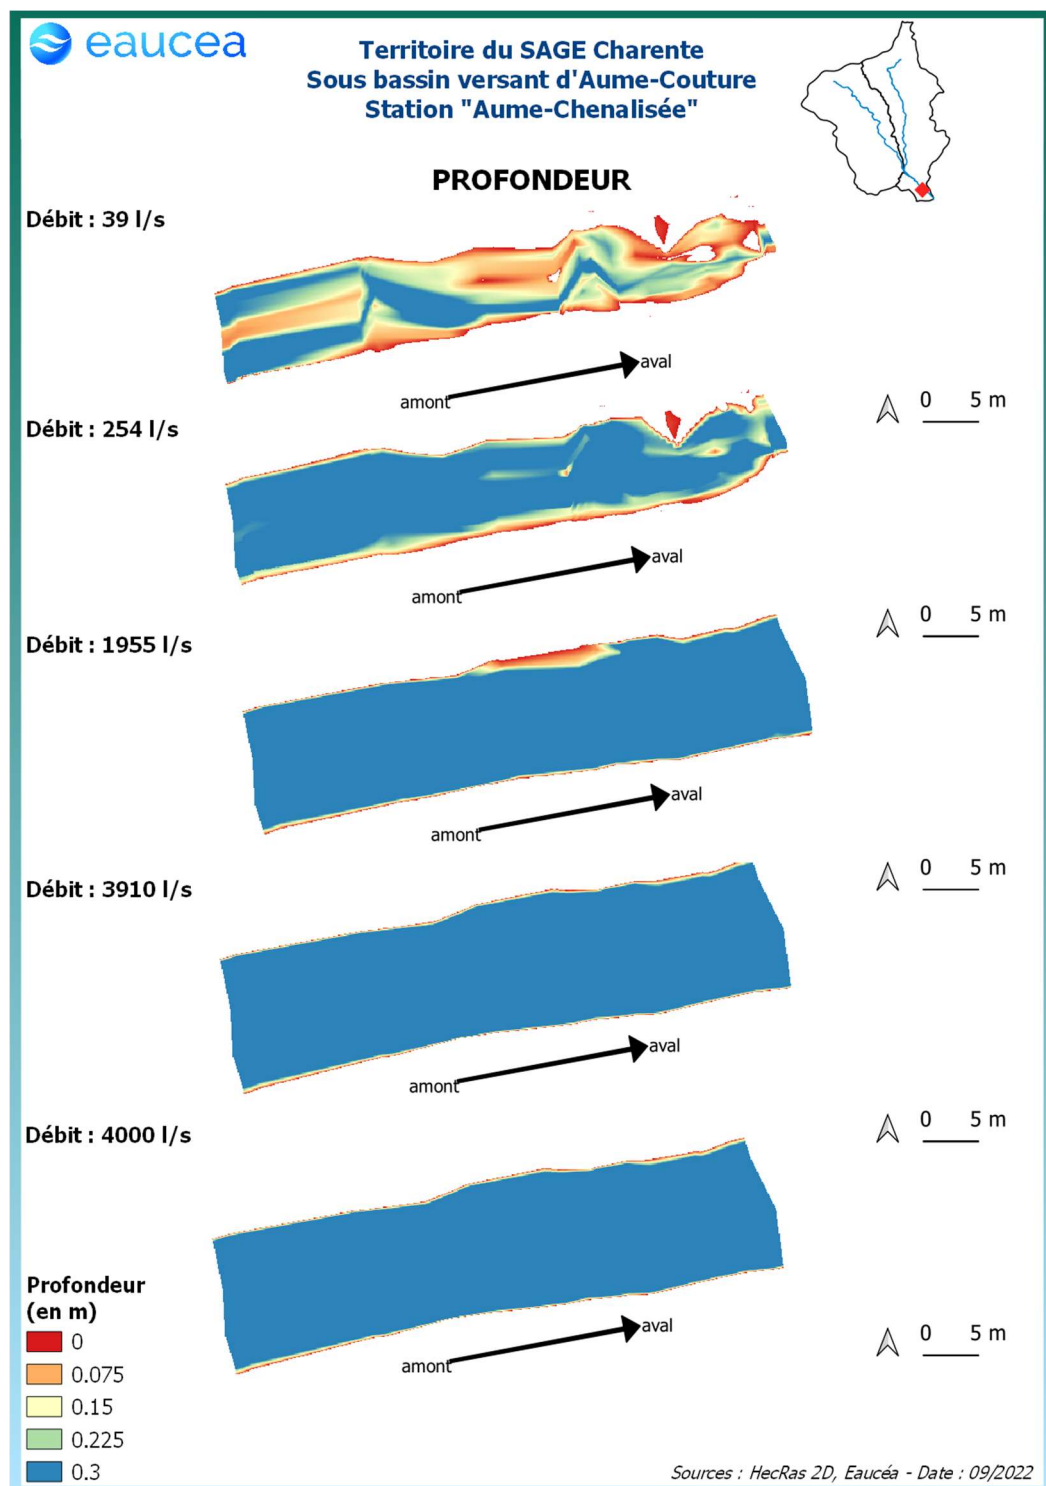 eaucea
Territoire du SAGE Charente
Sous bassin versant d'Aume-Couture
Station "Aume-Chenalisée"
PROFONDEUR
Débit : 39 l/s
amont
aval
0 5 m
Débit : 254 l/s
amont
aval
0 5 m
Débit : 1955 l/s
amont
aval
0 5 m
Débit : 3910 l/s
amont
aval
0 5 m
Débit : 4000 l/s
amont
aval
0 5 m
Profondeur
(en m)
0
0.075
0.15
0.225
0.3
Sources : HecRas 2D, Eaucéa - Date : 09/2022